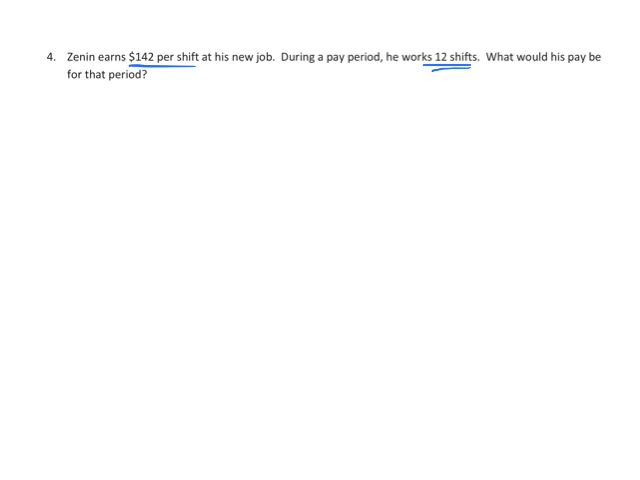 4. Zenin earns $142 per shift at his new job. During a pay period, he works 12 shifts. What would his pay be
for that period?